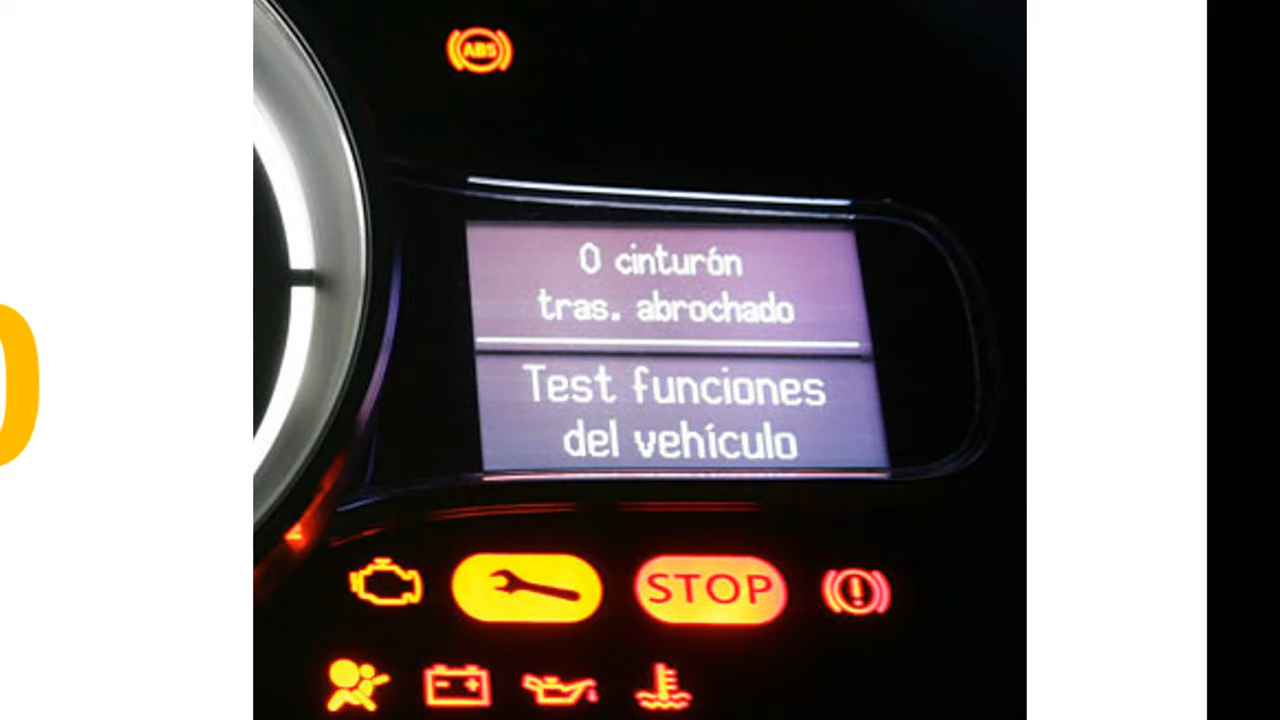 ABS
0 cinturón
tras. abrochado
Test funciones
del vehículo
STOP